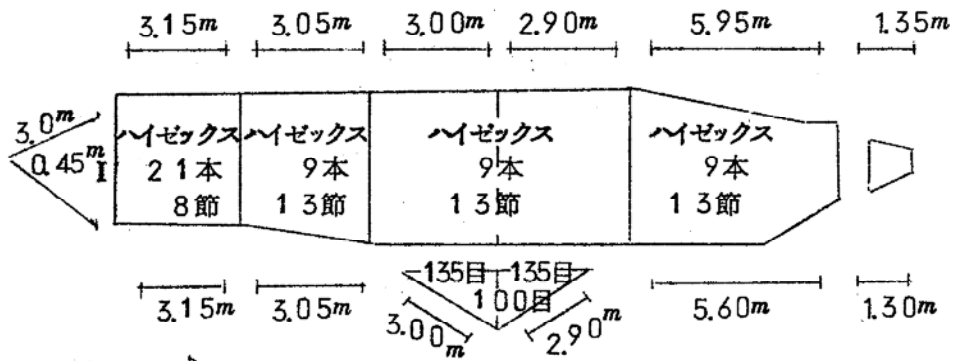 3.15m 3.05m 3.00m 2.90m 5.95m 1.35m
3.0m
0.45m
ハイゼックス
21本
8節
ハイゼックス
9本
13節
ハイゼックス
9本
13節
ハイゼックス
9本
13節
135目 135目
100目
3.00m 2.90m
3.15m 3.05m 5.60m 1.30m